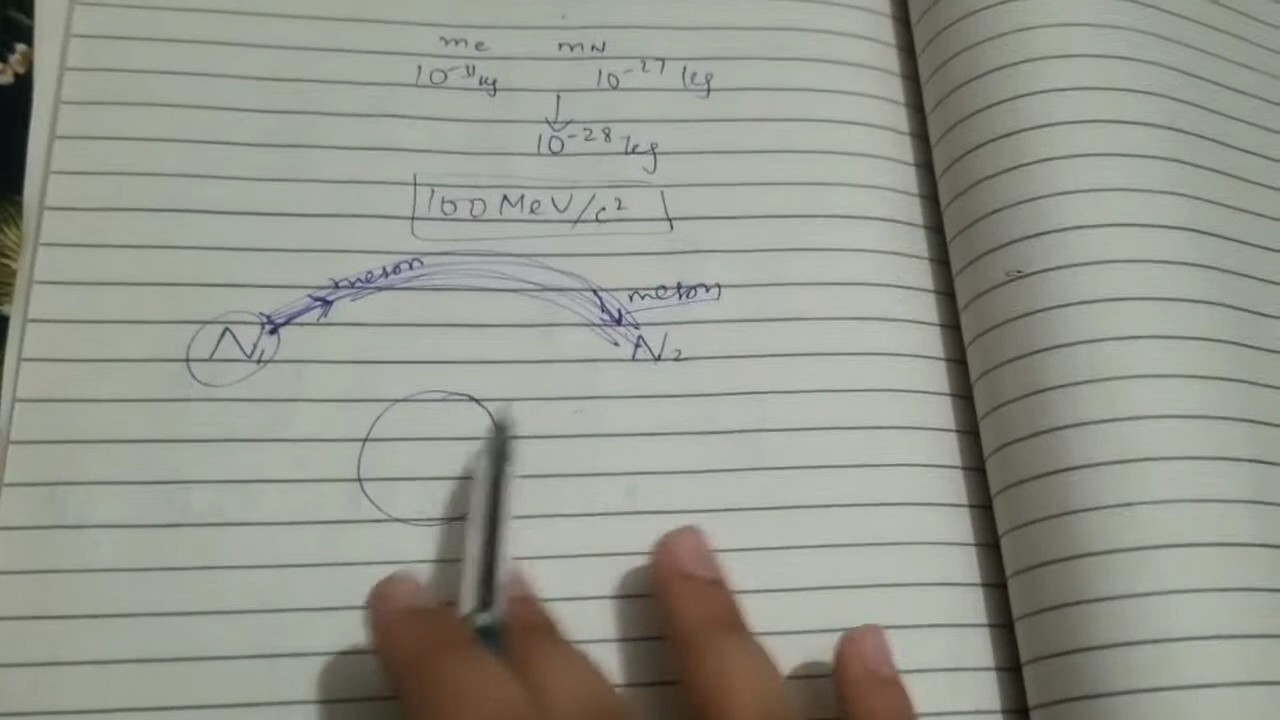 me mN
10⁻³¹kg 10⁻²⁷ kg
10⁻²⁸ kg
100 MeV/c²
meson meson
N₁ N₂